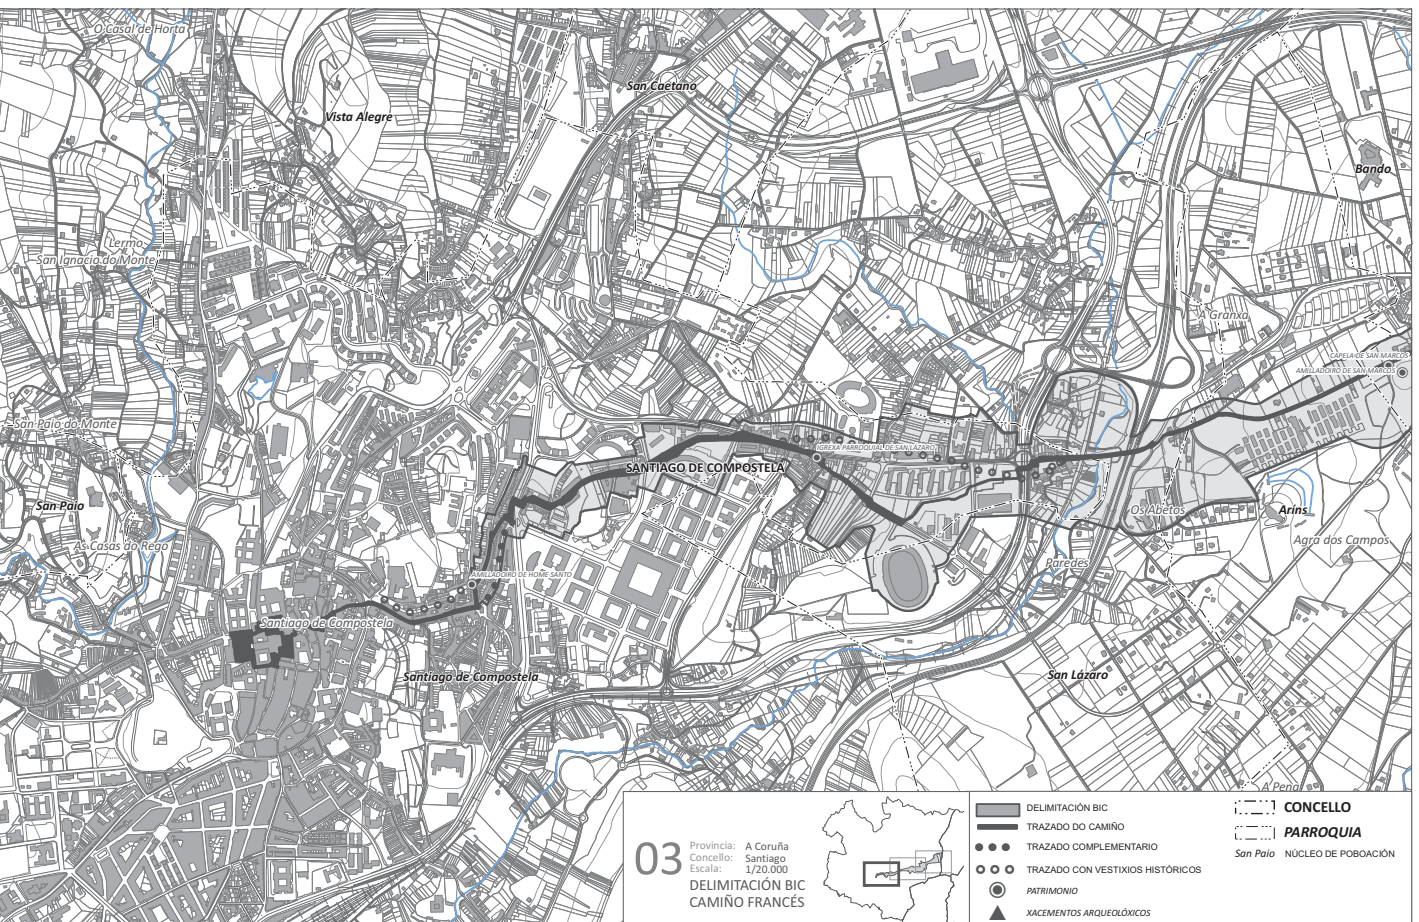 O Casal de Horta
San Caetano
Vista Alegre
Bando
Lermo
San Ignacio do Monte
A Granxa
CAPELA DE SAN MARCOS
AMILLADOIRO DE SAN MARCOS
San Paio do Monte
IGREXA PARROQUIAL DE SAN LÁZARO
SANTIAGO DE COMPOSTELA
San Paio
Os Abetos
Aríns
As Casas do Rego
Agra dos Campos
Paredes
AMILLADOIRO DE HOME SANTO
Santiago de Compostela
Santiago de Compostela
San Lázaro
A Pena
03
Provincia: A Coruña
Concello: Santiago
Escala: 1/20.000
DELIMITACIÓN BIC
CAMIÑO FRANCÉS
DELIMITACIÓN BIC
TRAZADO DO CAMIÑO
TRAZADO COMPLEMENTARIO
TRAZADO CON VESTIXIOS HISTÓRICOS
PATRIMONIO
XACEMENTOS ARQUEOLÓXICOS
CONCELLO
PARROQUIA
San Paio NÚCLEO DE POBOACIÓN